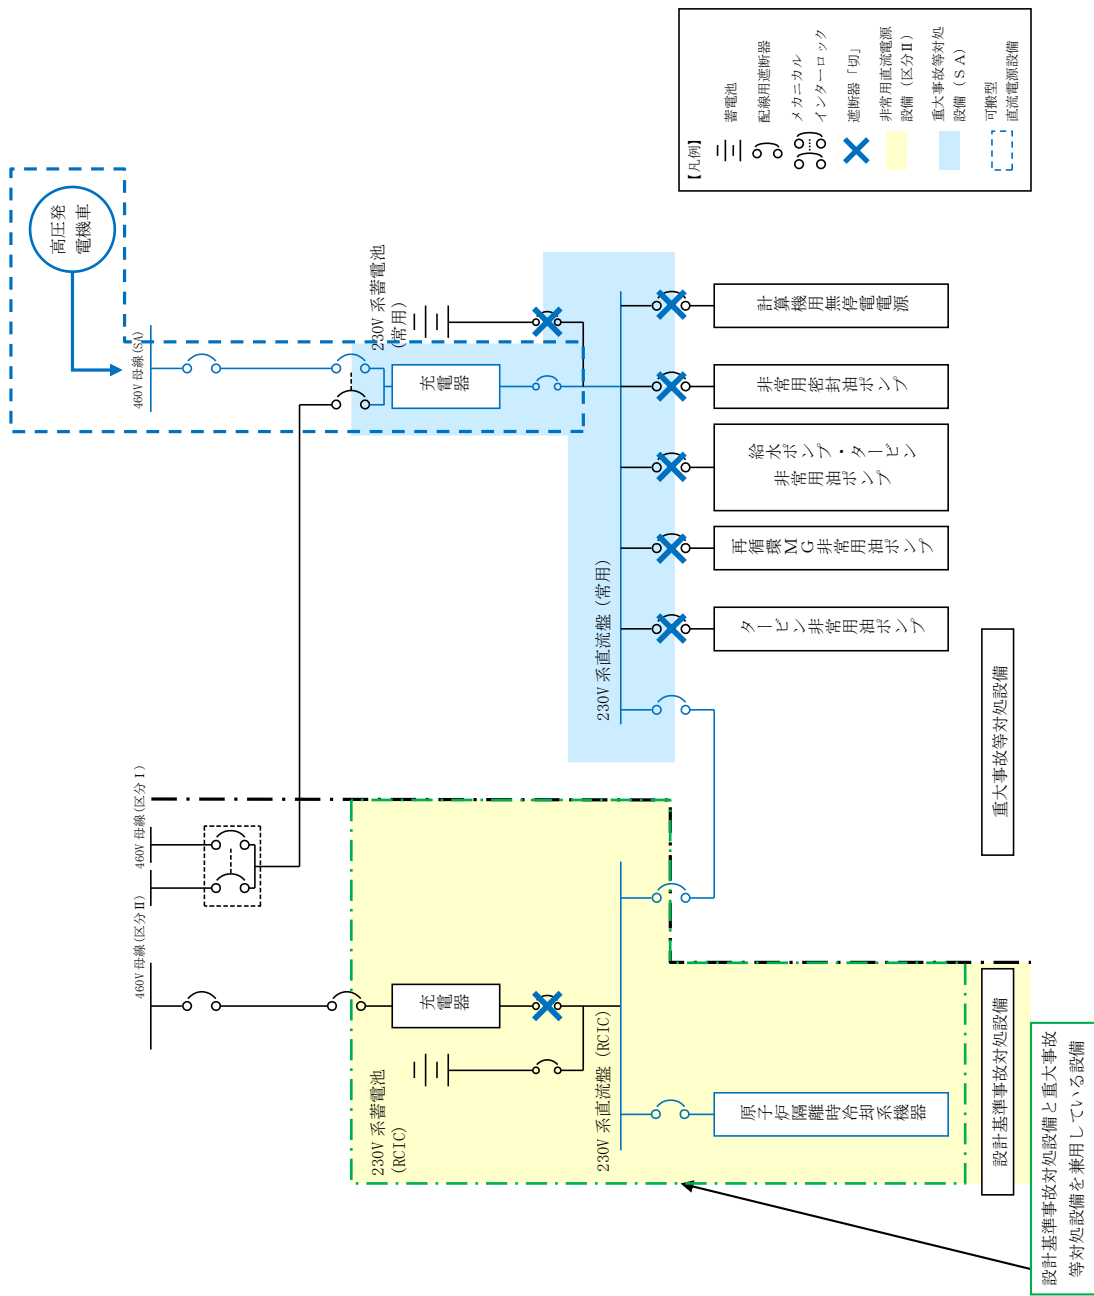 高圧発
電機車
460V 母線(SA)
230V 系蓄電池
(常用)
充電器
計算機用無停電電源
非常用密封油ポンプ
給水ポンプ・タービン
非常用油ポンプ
再循環MG非常用油ポンプ
タービン非常用油ポンプ
230V 系直流盤 (常用)
重大事故等対処設備
460V 母線(区分Ⅰ)
460V 母線(区分Ⅱ)
充電器
230V 系蓄電池
(RCIC)
230V 系直流盤 (RCIC)
原子炉隔離時冷却系機器
設計基準事故対処設備
設計基準事故対処設備と重大事故
等対処設備を兼用している設備
【凡例】
蓄電池
配線用遮断器
メカニカル
インターロック
遮断器「切」
非常用直流電源
設備(区分Ⅱ)
重大事故等対処
設備(SA)
可搬型
直流電源設備